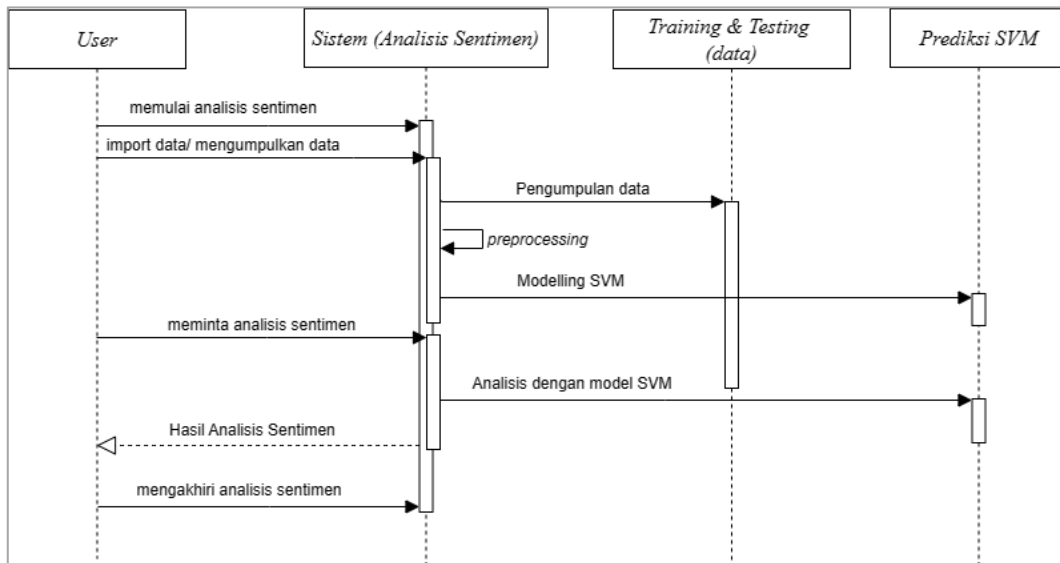 User
Sistem (Analisis Sentimen)
Training & Testing
(data)
Prediksi SVM
memulai analisis sentimen
import data/ mengumpulkan data
Pengumpulan data
preprocessing
Modelling SVM
meminta analisis sentimen
Analisis dengan model SVM
Hasil Analisis Sentimen
mengakhiri analisis sentimen